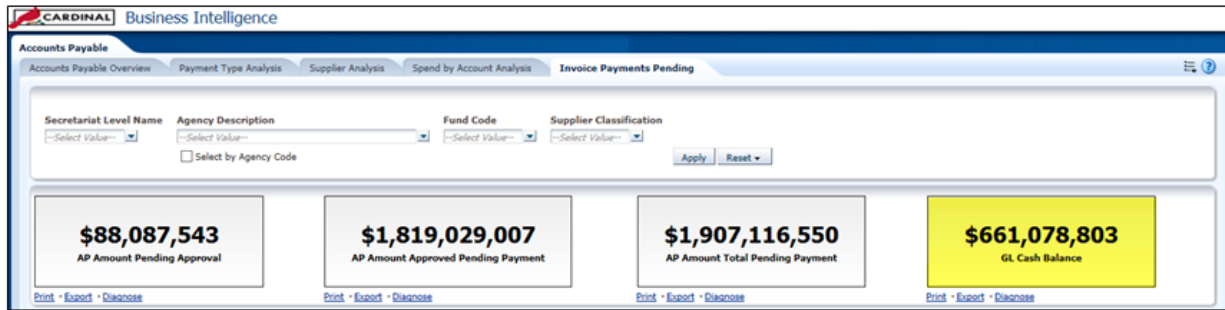 CARDINAL Business Intelligence
Accounts Payable
Accounts Payable Overview Payment Type Analysis Supplier Analysis Spend by Account Analysis Invoice Payments Pending
Secretariat Level Name Agency Description Fund Code Supplier Classification
--Select Value-- --Select Value-- --Select Value-- --Select Value--
Select by Agency Code Apply Reset
$88,087,543 $1,819,029,007 $1,907,116,550 $661,078,803
AP Amount Pending Approval AP Amount Approved Pending Payment AP Amount Total Pending Payment GL Cash Balance
Print - Export - Diagnose Print - Export - Diagnose Print - Export - Diagnose Print - Export - Diagnose